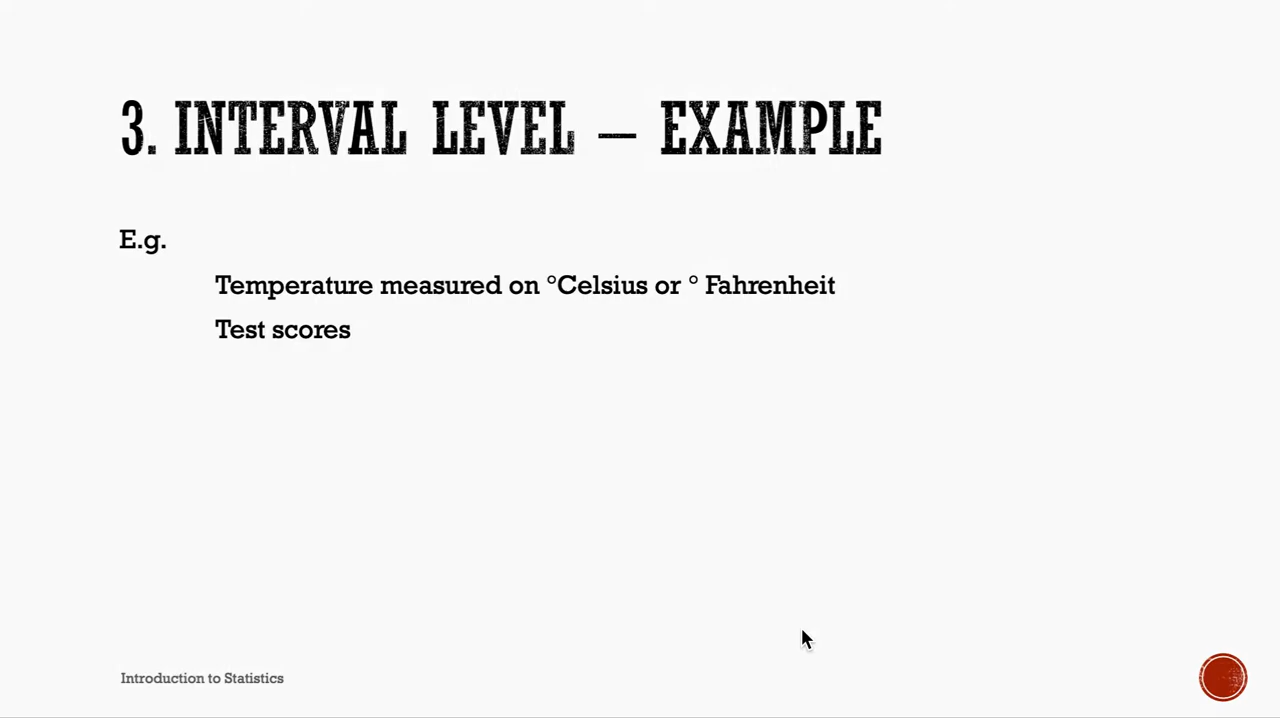 3. INTERVAL LEVEL – EXAMPLE
E.g.
Temperature measured on °Celsius or ° Fahrenheit
Test scores
Introduction to Statistics